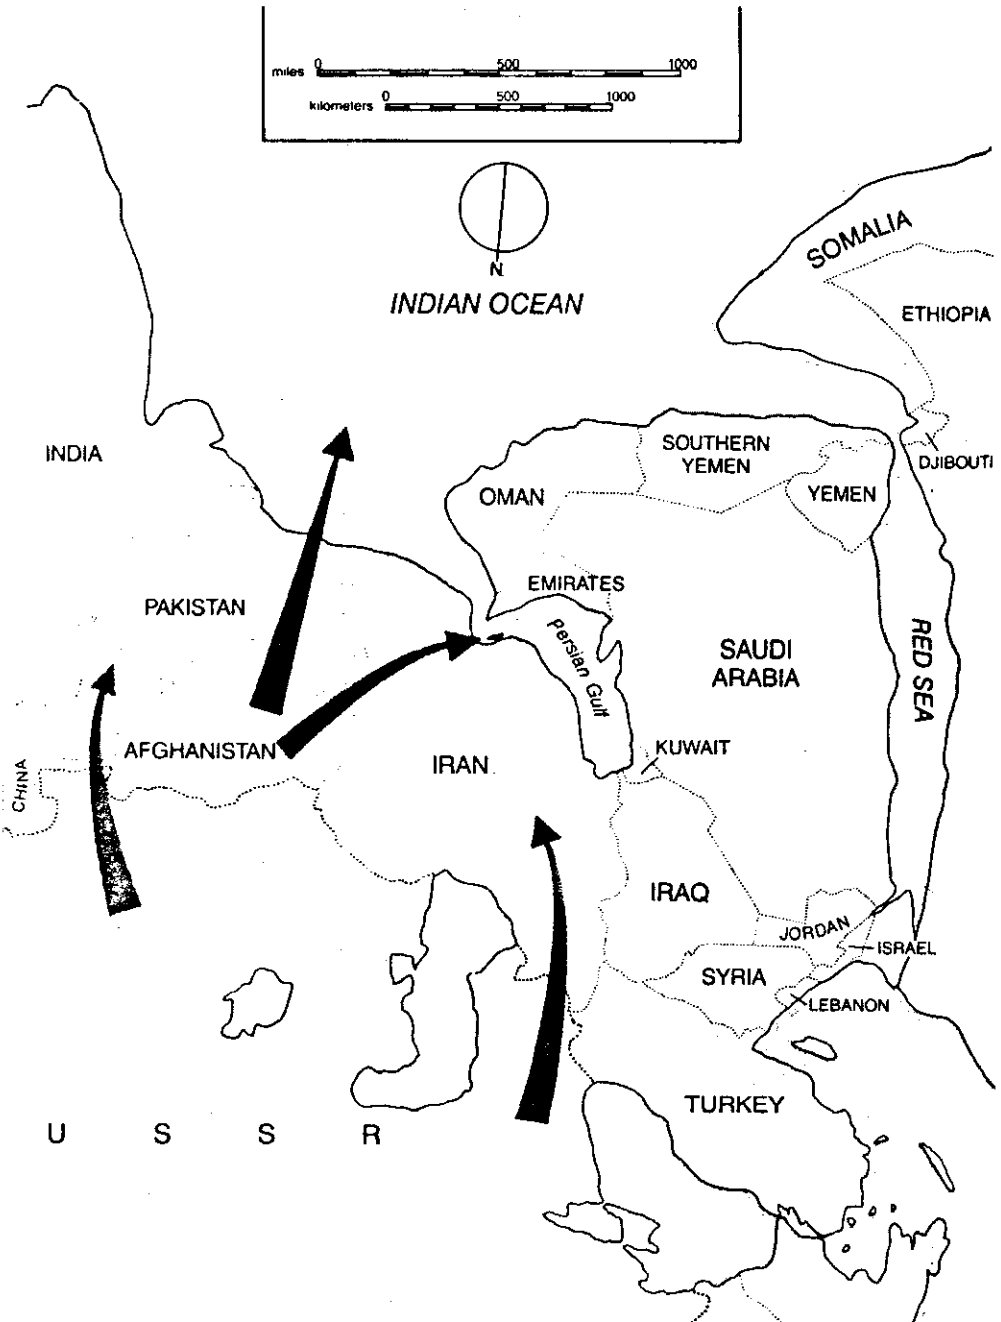 miles 0 500 1000
kilometers 0 500 1000
N
INDIAN OCEAN
SOMALIA
ETHIOPIA
INDIA
SOUTHERN
YEMEN
DJIBOUTI
OMAN
YEMEN
EMIRATES
PAKISTAN
Persian Gulf
SAUDI
ARABIA
RED SEA
AFGHANISTAN
KUWAIT
IRAN
CHINA
IRAQ
JORDAN
ISRAEL
SYRIA
LEBANON
TURKEY
U S S R